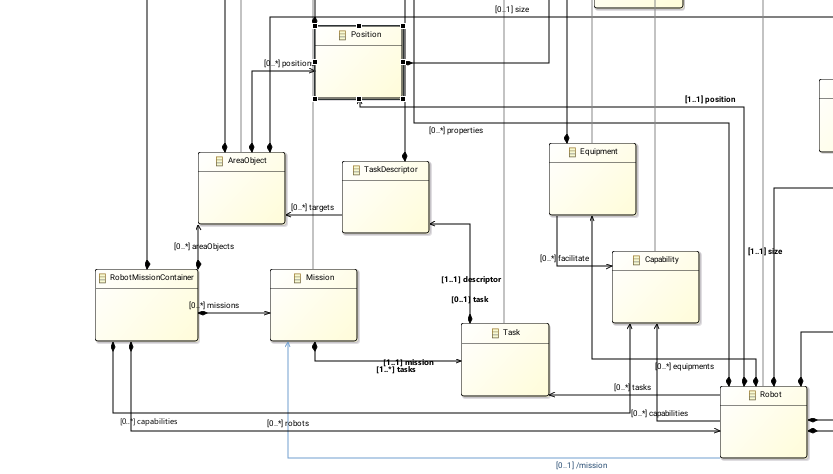 [0..1] size
Position
[0..*] position
[1..1] position
[0..*] properties
Equipment
AreaObject
TaskDescriptor
[0..*] targets
[0..*] areaObjects
[1..1] size
[0..*] facilitate
Capability
RobotMissionContainer
Mission
[1..1] descriptor
[0..*] missions
[0..1] task
Task
[1..1] mission
[1..*] tasks
[0..*] equipments
[0..*] tasks
Robot
[0..*] capabilities
[0..*] capabilities
[0..*] robots
[0..1] /mission